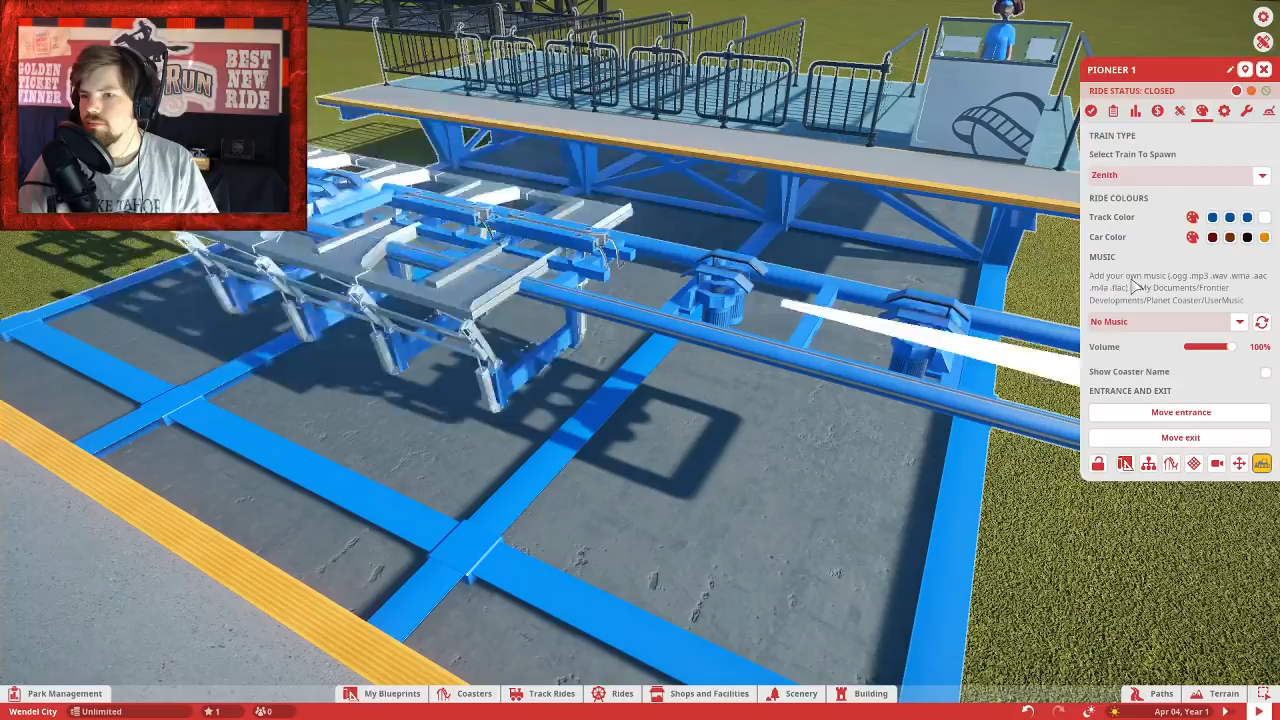 GOLDEN
TICKET
WINNER
RUN
BEST
NEW
RIDE
KE TAHOE
PIONEER 1
RIDE STATUS: CLOSED
TRAIN TYPE
Select Train To Spawn
Zenith
RIDE COLOURS
Track Color
Car Color
MUSIC
Add your own music (.ogg .mp3 .wav .wma .aac
.m4a .flac) My Documents/Frontier
Developments/Planet Coaster/UserMusic
No Music
Volume 100%
Show Coaster Name
ENTRANCE AND EXIT
Move entrance
Move exit
Park Management My Blueprints Coasters Track Rides Rides Shops and Facilities Scenery Building Paths Terrain
Wendel City Unlimited 1 0 Apr 04, Year 1